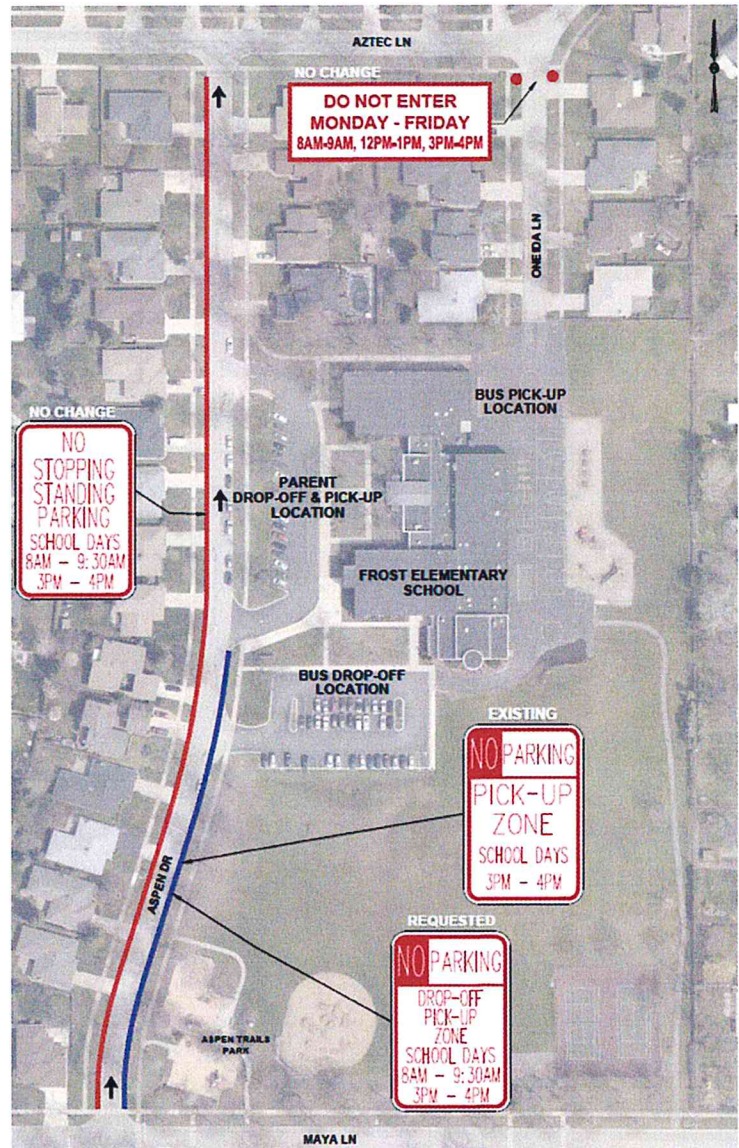 AZTEC LN
NO CHANGE
DO NOT ENTER
MONDAY - FRIDAY
8AM-9AM, 12PM-1PM, 3PM-4PM
ONEIDA LN
BUS PICK-UP
LOCATION
NO CHANGE
NO
STOPPING
STANDING
PARKING
SCHOOL DAYS
8AM - 9:30AM
3PM - 4PM
PARENT
DROP-OFF & PICK-UP
LOCATION
FROST ELEMENTARY
SCHOOL
BUS DROP-OFF
LOCATION
EXISTING
NO PARKING
PICK-UP
ZONE
SCHOOL DAYS
3PM - 4PM
ASPEN DR
REQUESTED
NO PARKING
DROP-OFF
PICK-UP
ZONE
SCHOOL DAYS
8AM - 9:30AM
3PM - 4PM
ASPEN TRAILS
PARK
MAYA LN